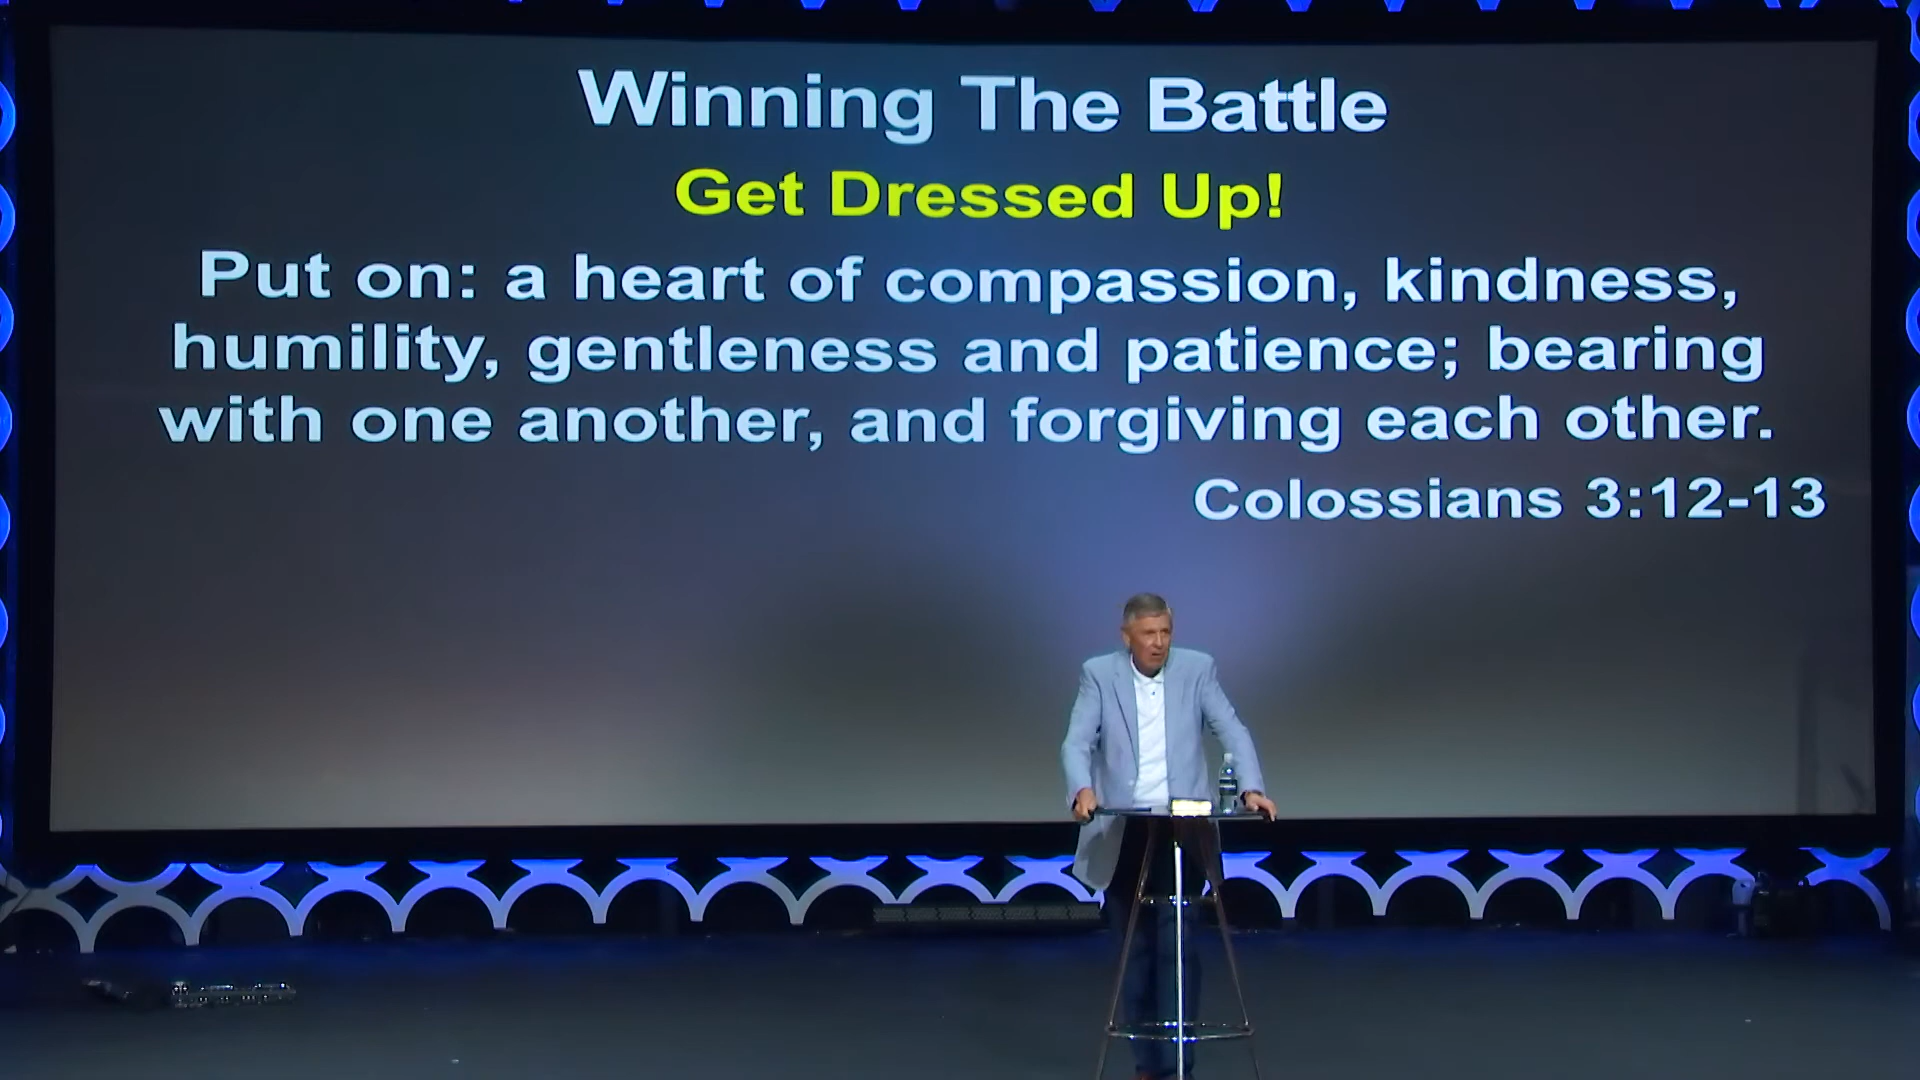 Winning The Battle
Get Dressed Up!
Put on: a heart of compassion, kindness,
humility, gentleness and patience; bearing
with one another, and forgiving each other.
Colossians 3:12-13